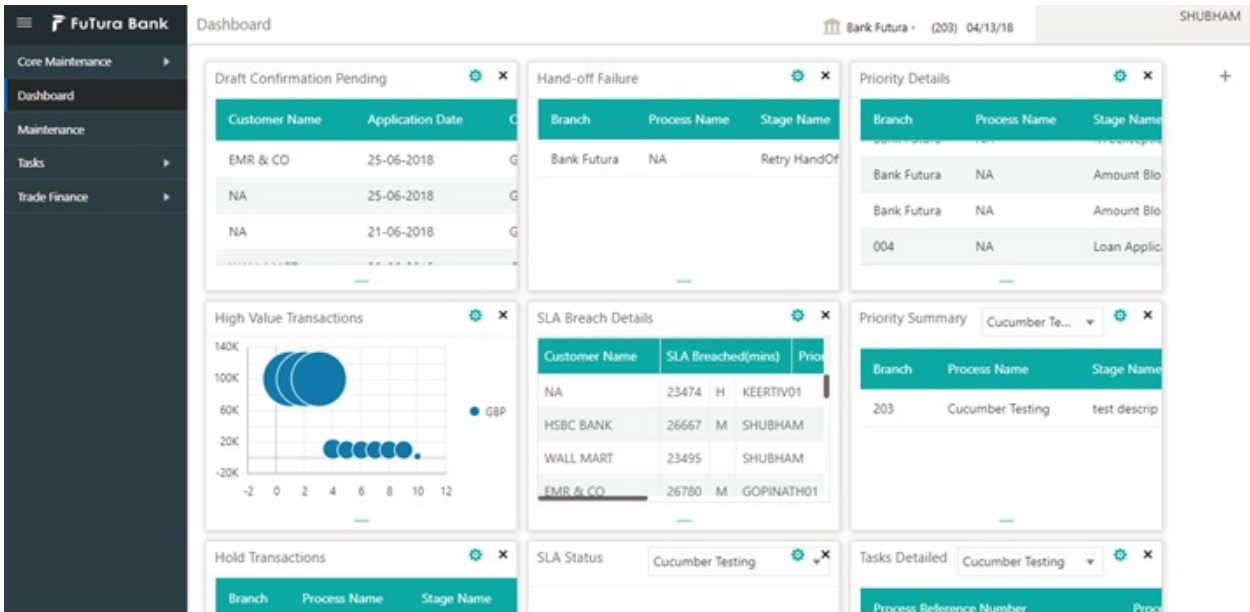 FuTura Bank
Dashboard
Bank Futura - (203) 04/13/18
SHUBHAM
Core Maintenance
Dashboard
Maintenance
Tasks
Trade Finance
Draft Confirmation Pending
Customer Name Application Date C
EMR & CO 25-06-2018 G
NA 25-06-2018 G
NA 21-06-2018 G
Hand-off Failure
Branch Process Name Stage Name
Bank Futura NA Retry HandOf
Priority Details
Branch Process Name Stage Name
Bank Futura NA Amount Blo
Bank Futura NA Amount Blo
004 NA Loan Applic
High Value Transactions
140K
100K
60K
20K
-20K
-2 0 2 4 6 8 10 12
GBP
SLA Breach Details
Customer Name SLA Breached(mins) Prior
NA 23474 H KEERTIV01
HSBC BANK 26667 M SHUBHAM
WALL MART 23495 SHUBHAM
EMR & CO 26780 M GOPINATH01
Priority Summary Cucumber Te...
Branch Process Name Stage Name
203 Cucumber Testing test descrip
Hold Transactions
Branch Process Name Stage Name
SLA Status Cucumber Testing
Tasks Detailed Cucumber Testing
Process Reference Number Proce